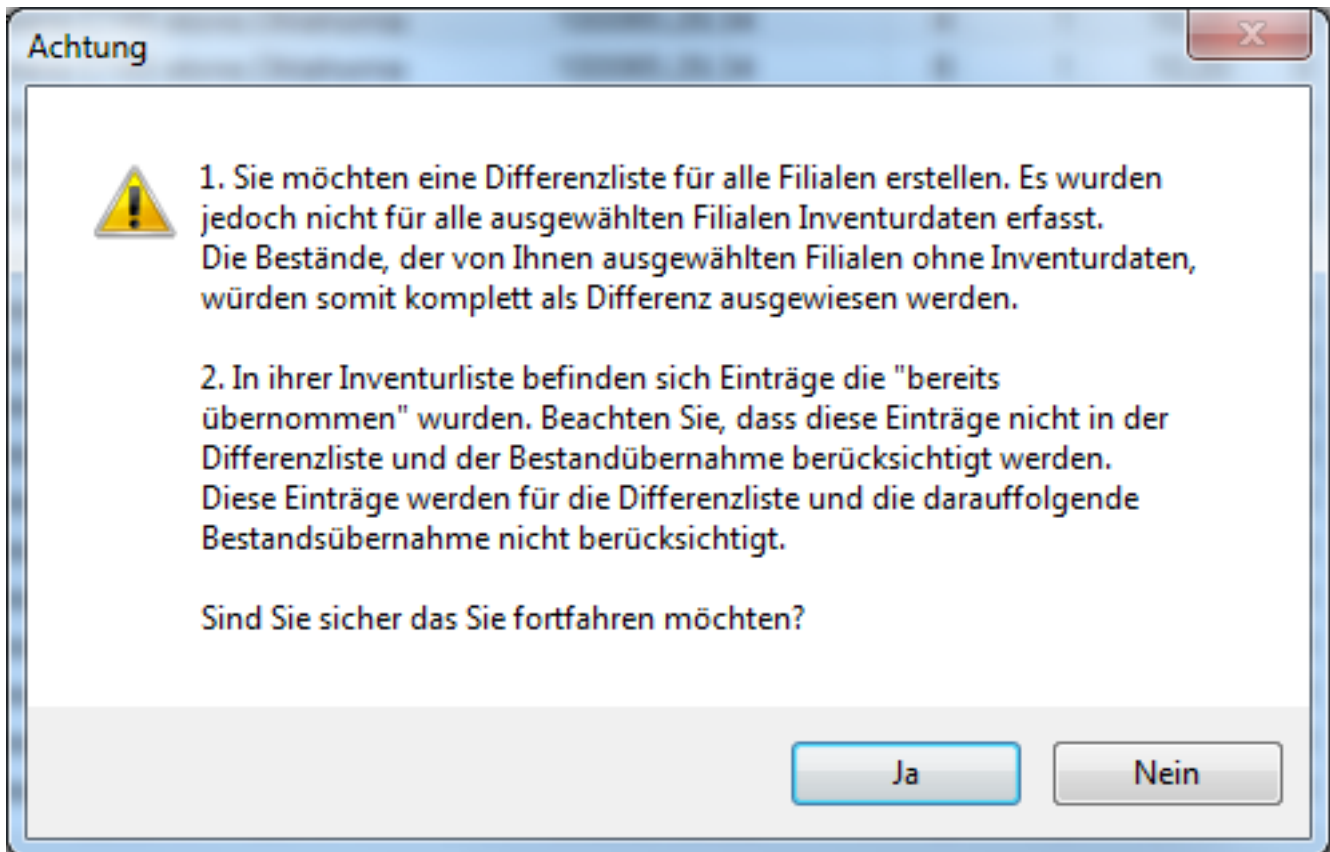 Achtung
1. Sie möchten eine Differenzliste für alle Filialen erstellen. Es wurden
jedoch nicht für alle ausgewählten Filialen Inventurdaten erfasst.
Die Bestände, der von Ihnen ausgewählten Filialen ohne Inventurdaten,
würden somit komplett als Differenz ausgewiesen werden.
2. In ihrer Inventurliste befinden sich Einträge die "bereits
übernommen" wurden. Beachten Sie, dass diese Einträge nicht in der
Differenzliste und der Bestandübernahme berücksichtigt werden.
Diese Einträge werden für die Differenzliste und die darauffolgende
Bestandsübernahme nicht berücksichtigt.
Sind Sie sicher das Sie fortfahren möchten?
Ja
Nein